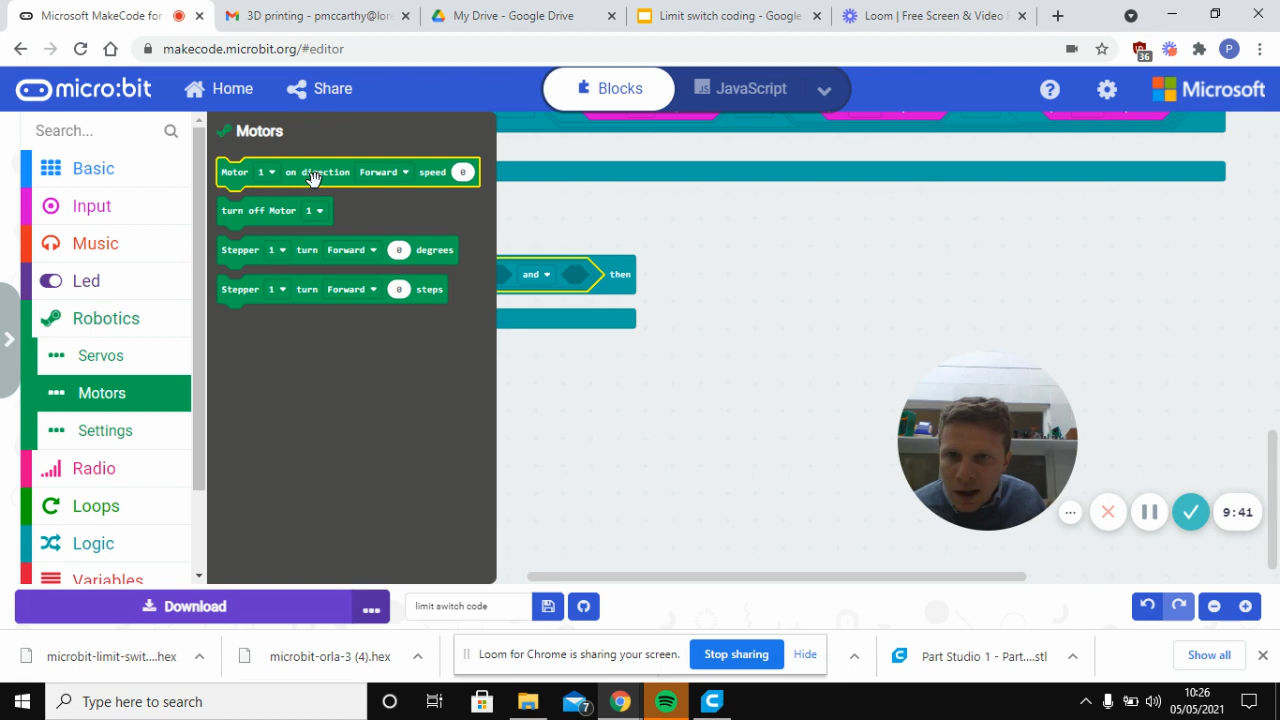 Microsoft MakeCode for
3D printing - pmccarthy@lor
My Drive - Google Drive
Limit switch coding - Google
Loom | Free Screen & Video
makecode.microbit.org/#editor
36
P
micro:bit
Home
Share
Blocks
JavaScript
Microsoft
Search...
Basic
Input
Music
Led
Robotics
Servos
Motors
Settings
Radio
Loops
Logic
Variables
Motors
Motor 1 on direction Forward speed 0
turn off Motor 1
Stepper 1 turn Forward 0 degrees
Stepper 1 turn Forward 0 steps
and then
9:41
Download
limit switch code
microbit-limit-swit....hex
microbit-orla-3 (4).hex
Loom for Chrome is sharing your screen.
Stop sharing
Hide
Part Studio 1 - Part....stl
Show all
Type here to search
7
10:26
05/05/2021